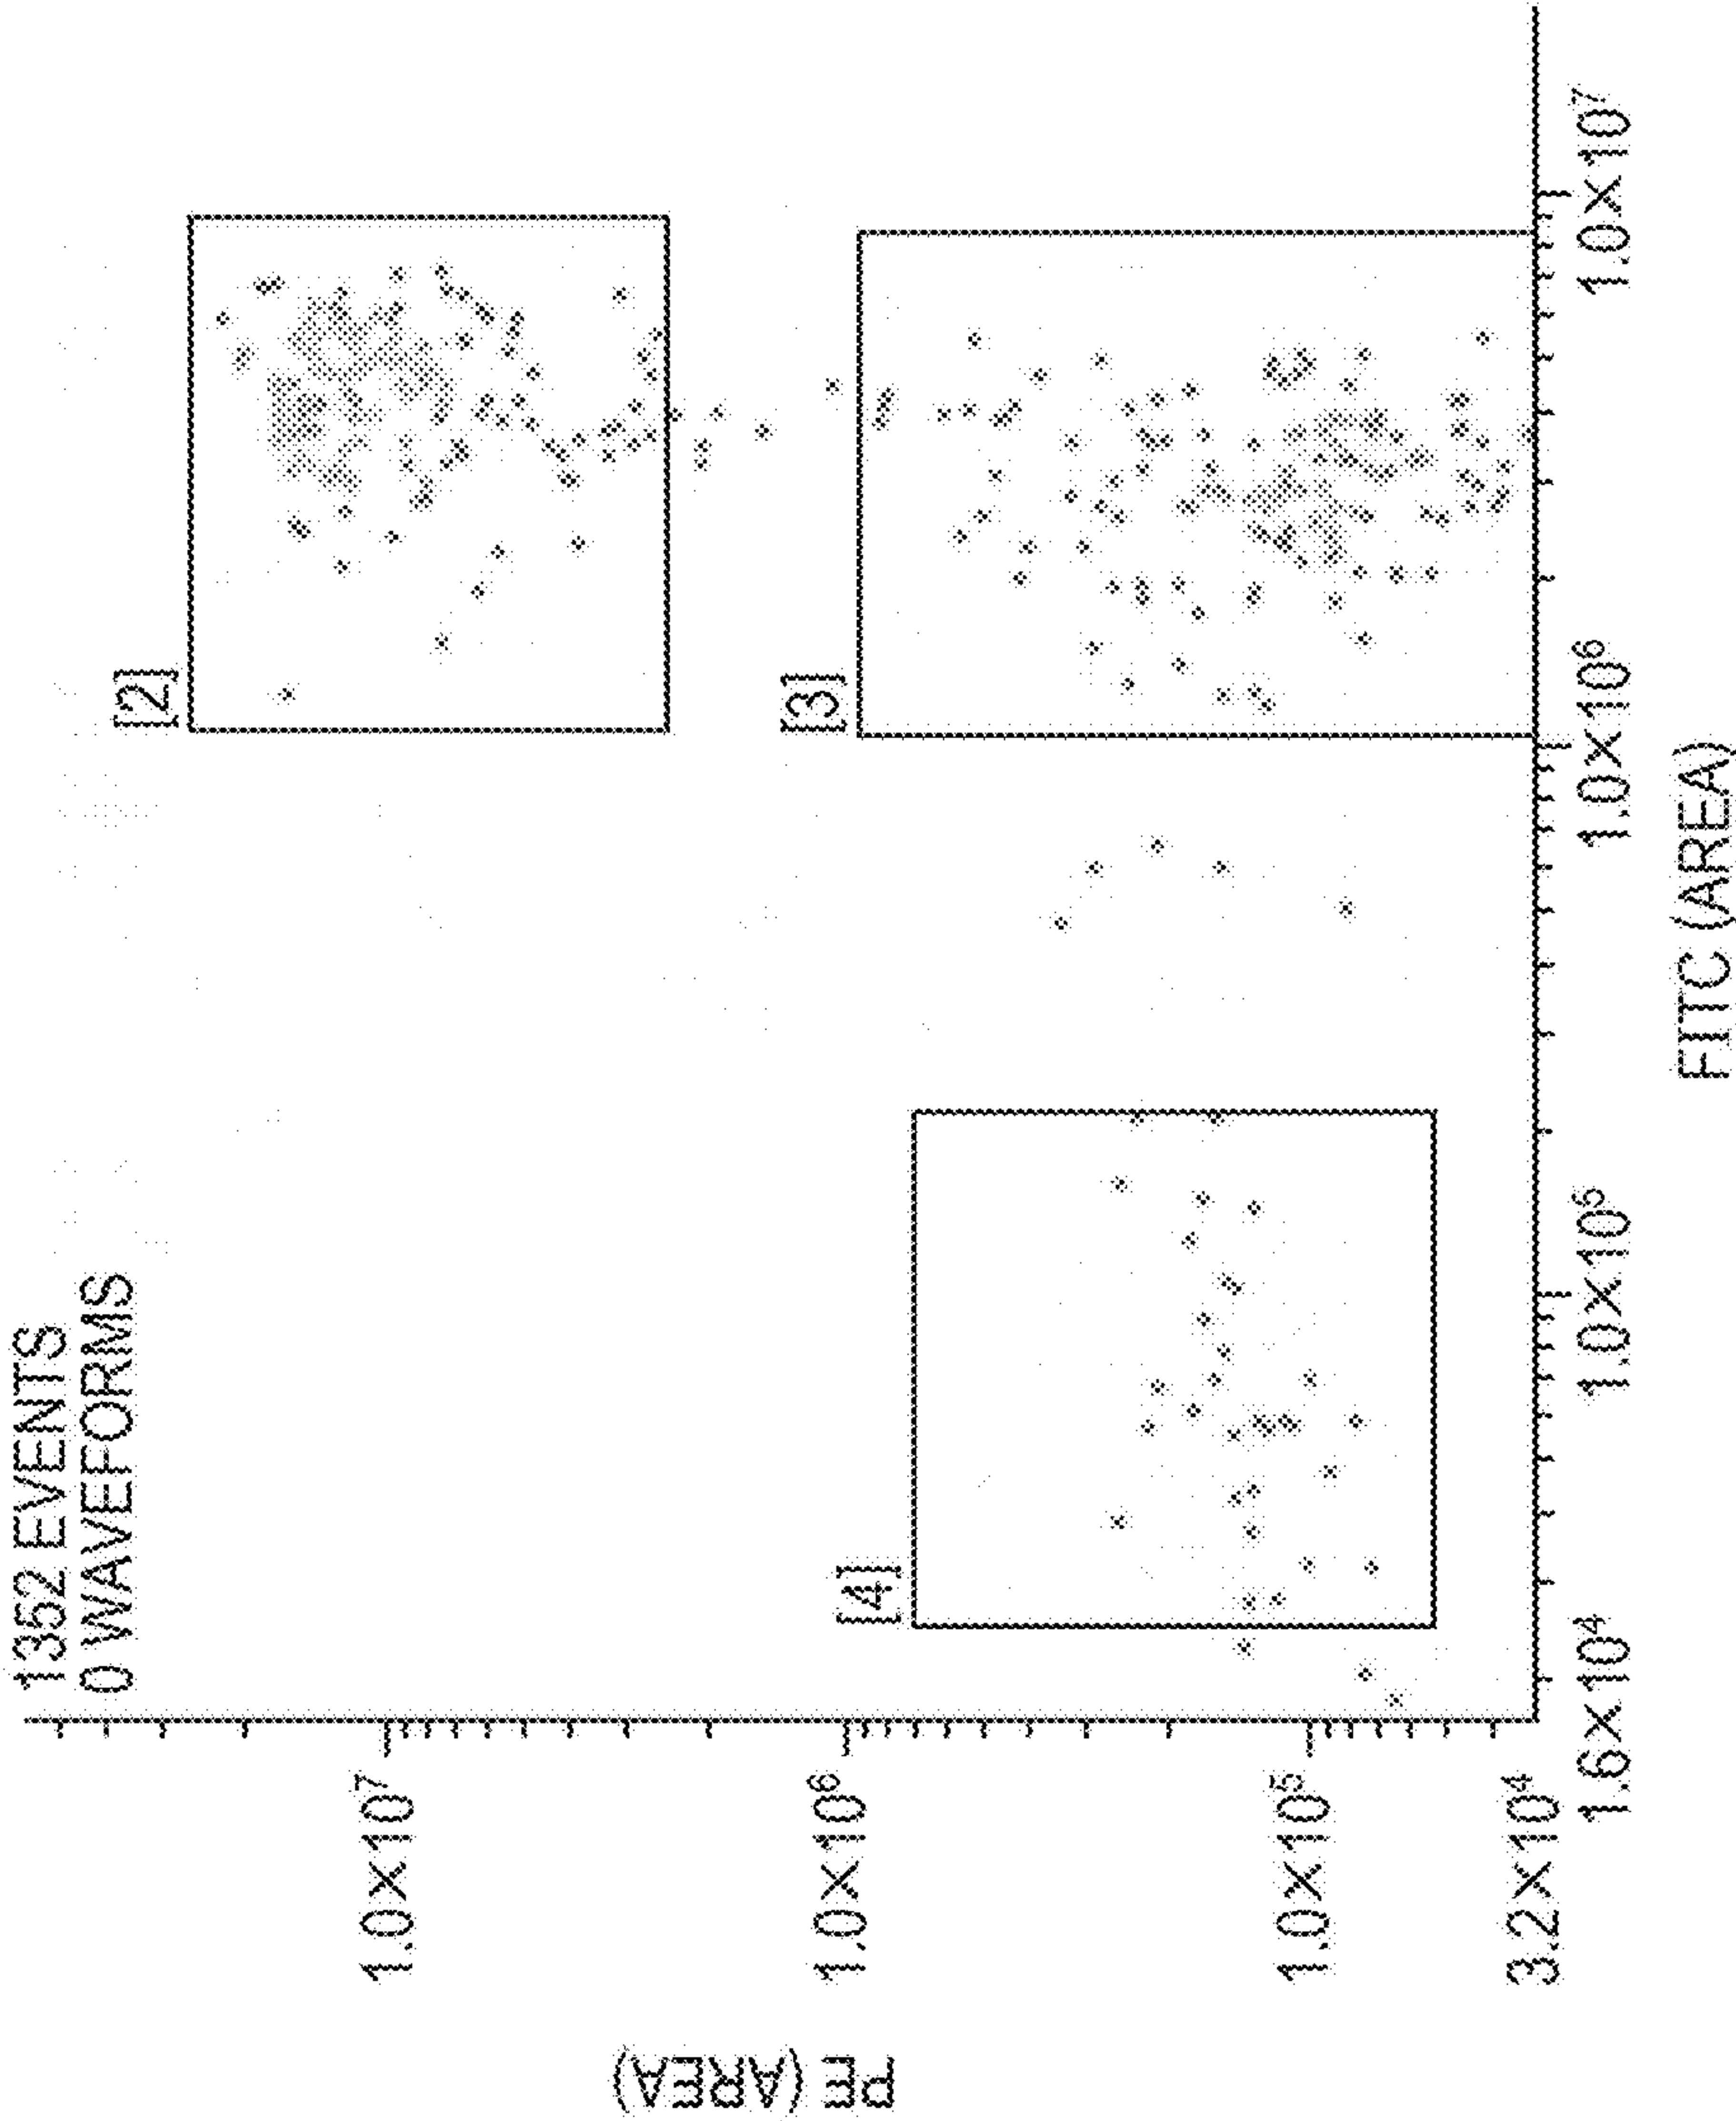 1352 EVENTS
0 WAVEFORMS
[2]
[3]
[4]
PE (AREA)
1.0×10⁷
1.0×10⁶
1.0×10⁵
3.2×10⁴
1.6×10⁴
1.0×10⁵
1.0×10⁶
1.0×10⁷
FITC (AREA)